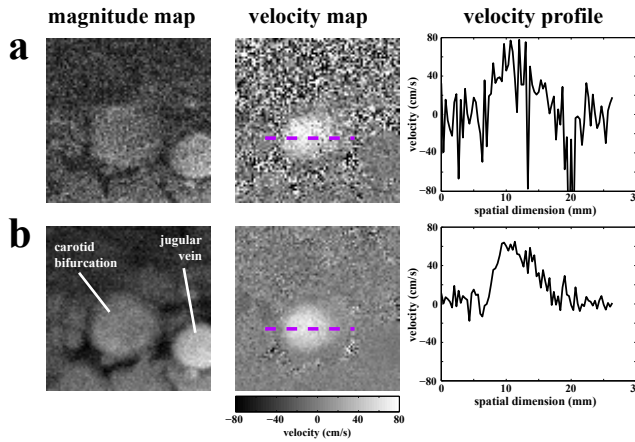 magnitude map velocity map velocity profile
a
80
40
0
−40
−80
velocity (cm/s)
0 10 20 30
spatial dimension (mm)
b
carotid
bifurcation
jugular
vein
80
40
0
−40
−80
velocity (cm/s)
0 10 20 30
spatial dimension (mm)
−80 −40 0 40 80
velocity (cm/s)